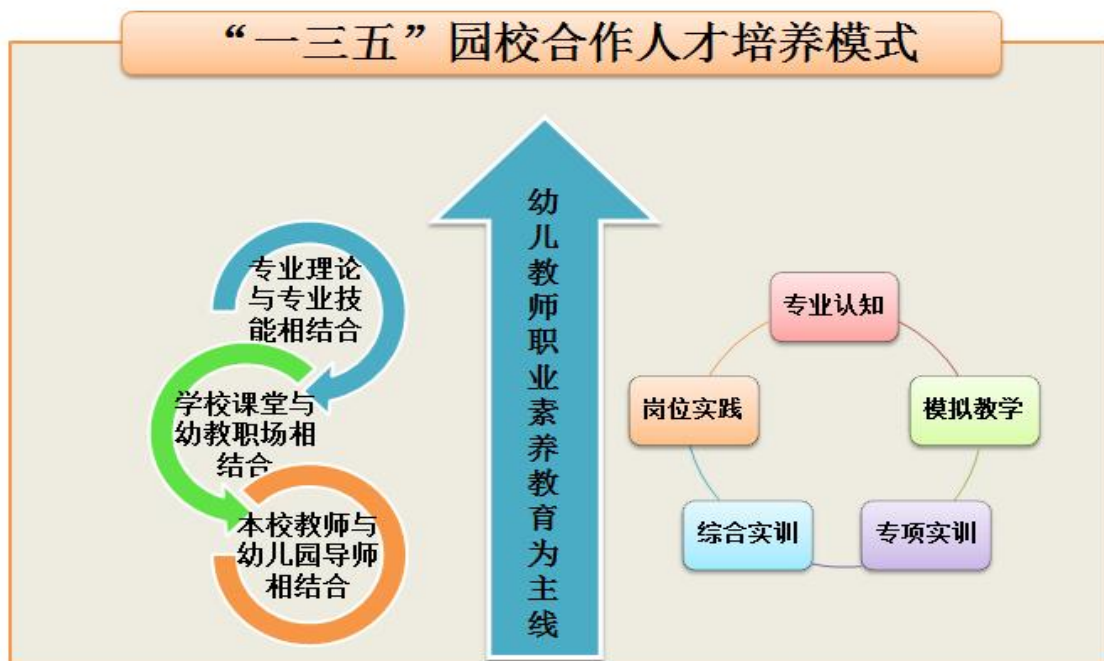 “一三五”园校合作人才培养模式
专业理论
与专业技
能相结合
学校课堂与
幼教职场相
结合
本校教师与
幼儿园导师
相结合
幼儿教师职业素养教育为主线
专业认知
模拟教学
专项实训
综合实训
岗位实践